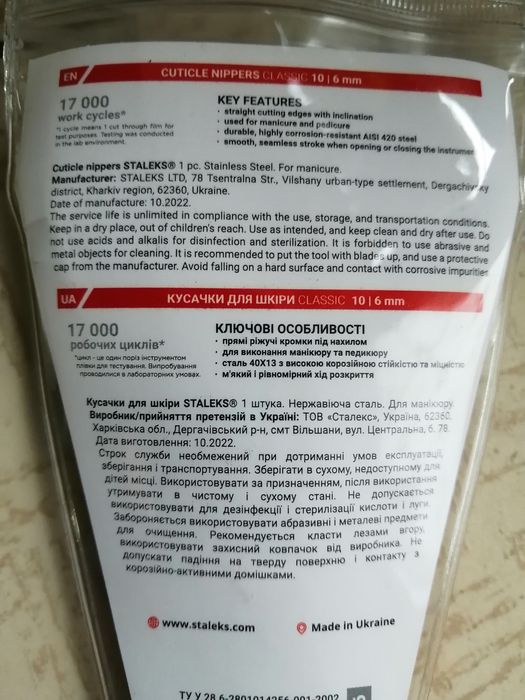 EN CUTICLE NIPPERS CLASSIC 10 | 6 mm
17 000
work cycles*
*1 cycle means 1 cut through film for
test purposes. Testing was conducted
in the lab environment.
KEY FEATURES
straight cutting edges with inclination
used for manicure and pedicure
durable, highly corrosion-resistant AISI 420 steel
smooth, seamless stroke when opening or closing the instrument
Cuticle nippers STALEKS® 1 pc. Stainless Steel. For manicure.
Manufacturer: STALEKS LTD, 78 Tsentralna Str., Vilshany urban-type settlement, Dergachivsky
district, Kharkiv region, 62360, Ukraine.
Date of manufacture: 10.2022.
The service life is unlimited in compliance with the use, storage, and transportation conditions.
Keep in a dry place, out of children's reach. Use as intended, and keep clean and dry after use. Do
not use acids and alkalis for disinfection and sterilization. It is forbidden to use abrasive and
metal objects for cleaning. It is recommended to put the tool with blades up, and use a protective
cap from the manufacturer. Avoid falling on a hard surface and contact with corrosive impurities
UA КУСАЧКИ ДЛЯ ШКІРИ CLASSIC 10 | 6 mm
17 000
робочих циклів*
*цикл - це один поріз інструментом
плівки для тестування. Випробування
проводилися в лабораторних умовах.
КЛЮЧОВІ ОСОБЛИВОСТІ
прямі ріжучі кромки під нахилом
для виконання манікюру та педикюру
сталь 40Х13 з високою корозійною стійкістю та міцністю
м'який і рівномірний хід розкриття
Кусачки для шкіри STALEKS® 1 штука. Нержавіюча сталь. Для манікюру.
Виробник/прийняття претензій в Україні: ТОВ «Сталекс», Україна, 62360,
Харківська обл., Дергачівський р-н, смт Вільшани, вул. Центральна, б. 78.
Дата виготовлення: 10.2022.
Строк служби необмежений при дотриманні умов експлуатації,
зберігання і транспортування. Зберігати в сухому, недоступному для
дітей місці. Використовувати за призначенням, після використання
утримувати в чистому і сухому стані. Не допускається
використовувати для дезінфекції і стерилізації кислоти і луги.
Забороняється використовувати абразивні і металеві предмети
для очищення. Рекомендується класти лезами вгору,
використовувати захисний ковпачок від виробника. Не
допускати падіння на тверду поверхню і контакту з
корозійно-активними домішками.
www.staleks.com
Made in Ukraine
ТУ У 28.6-2801014256-001:2002